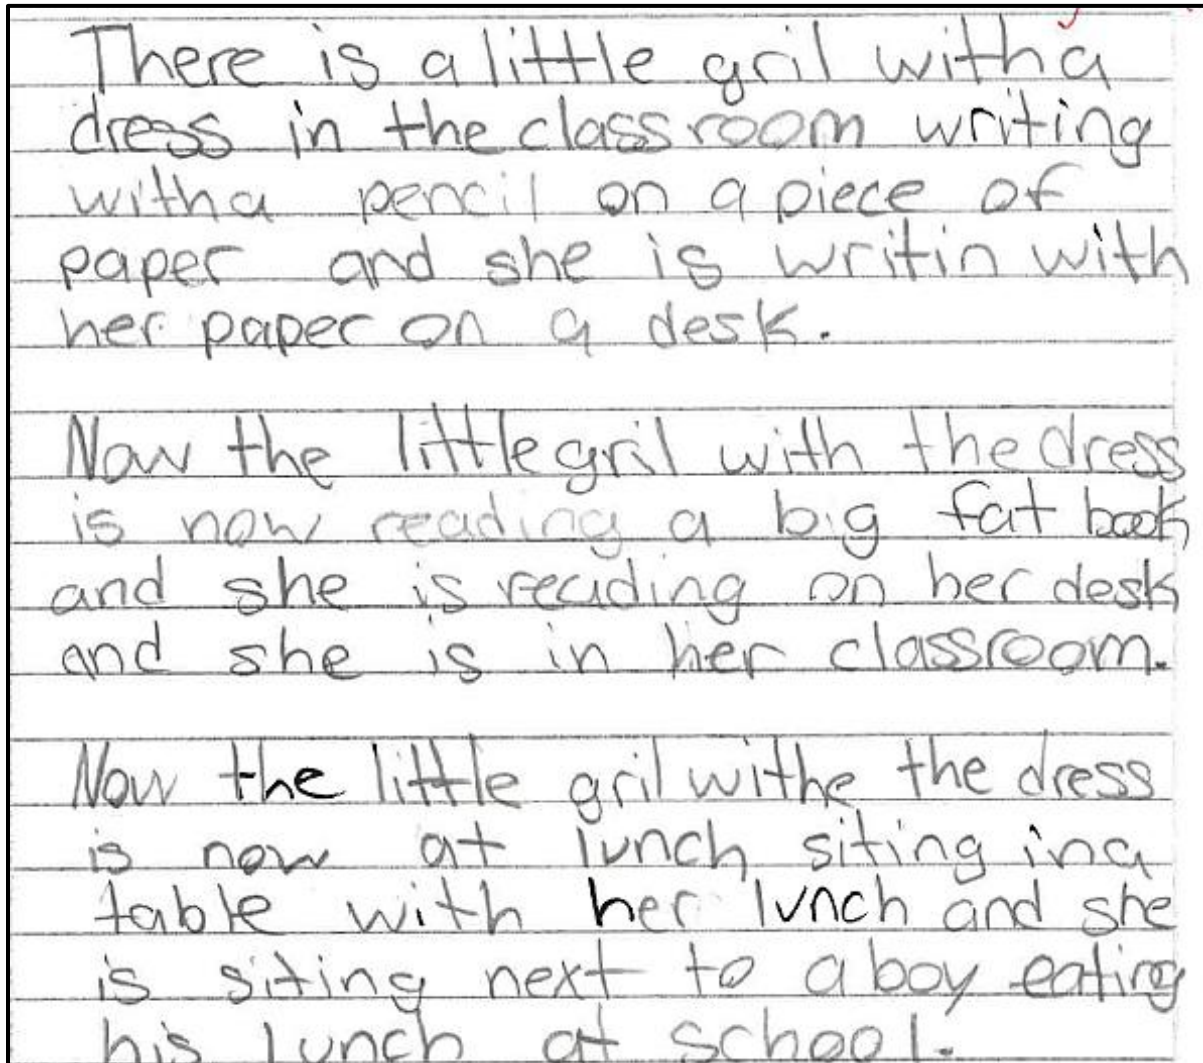 There is a little gril with a
dress in the classroom writing
with a pencil on a piece of
paper and she is writin with
her paper on a desk.
Now the little gril with the dress
is now reading a big fat book
and she is reading on her desk
and she is in her classroom.
Now the little gril withe the dress
is now at lunch siting in a
table with her lunch and she
is siting next to a boy eating
his lunch at school.